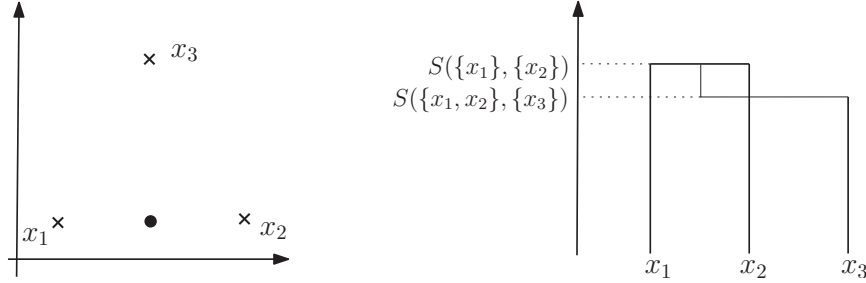 x₃
x₁
x₂
S({x₁}, {x₂})
S({x₁, x₂}, {x₃})
x₁ x₂ x₃